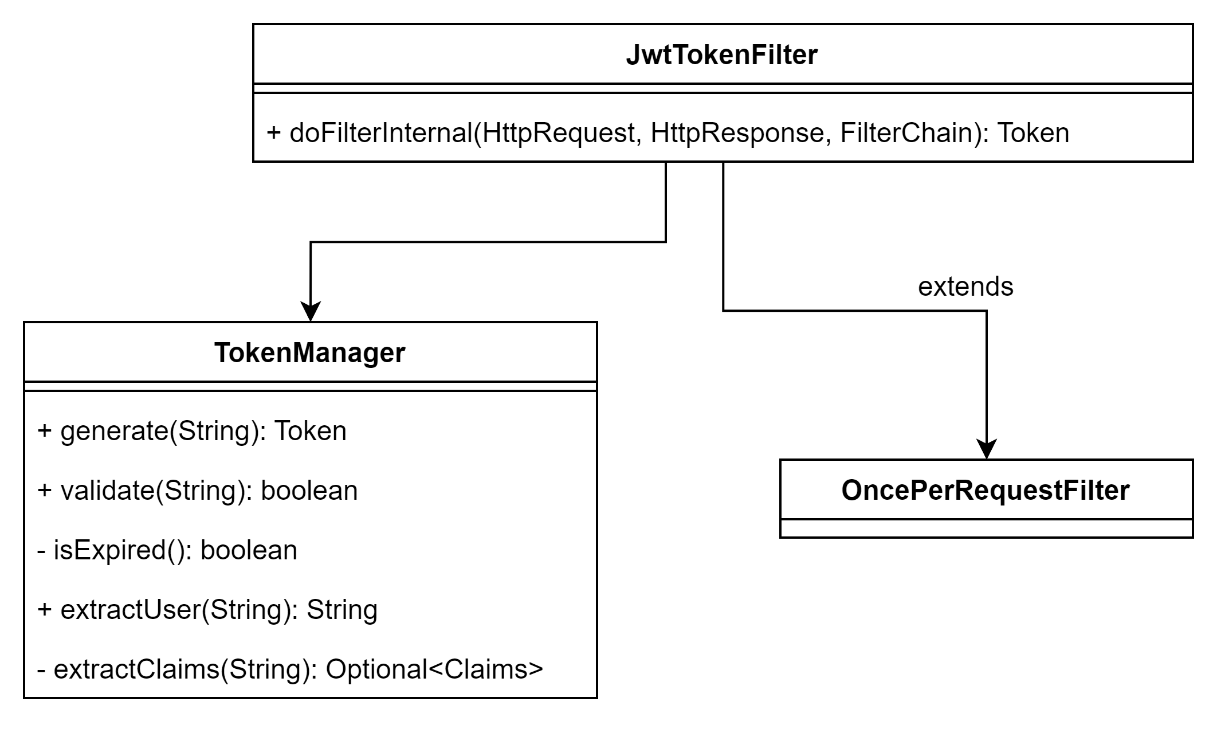 JwtTokenFilter
+ doFilterInternal(HttpRequest, HttpResponse, FilterChain): Token
extends
TokenManager
+ generate(String): Token
+ validate(String): boolean
- isExpired(): boolean
+ extractUser(String): String
- extractClaims(String): Optional<Claims>
OncePerRequestFilter